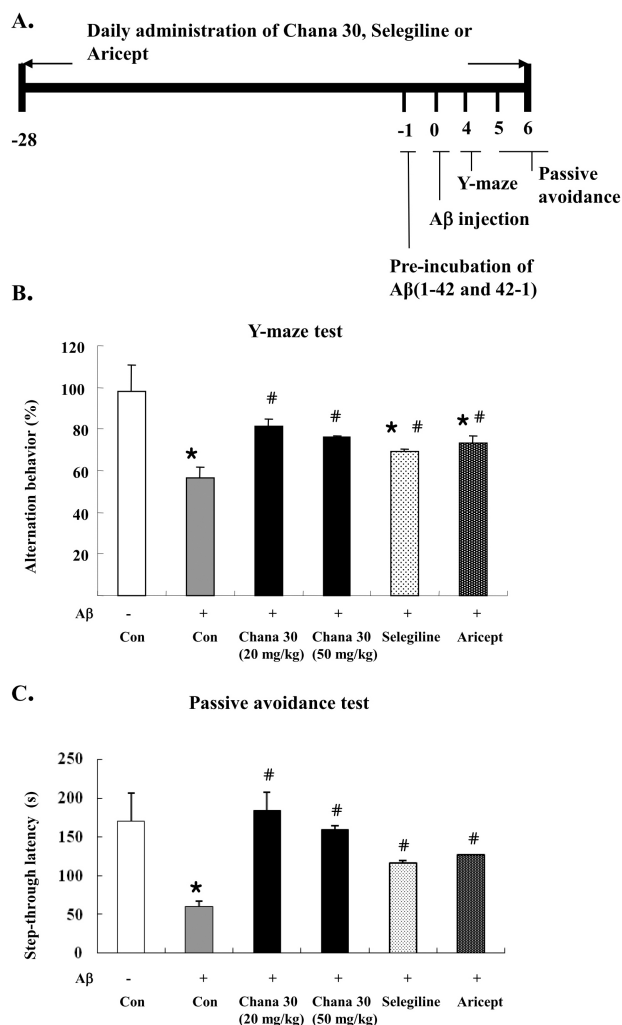 A.
Daily administration of Chana 30, Selegiline or
Aricept
-28
-1 0 4 5 6
Y-maze
Passive
avoidance
Aβ injection
Pre-incubation of
Aβ(1-42 and 42-1)
B.
Y-maze test
Alternation behavior (%)
120
100
80
60
40
20
*
#
#
* #
* #
Aβ - + + + + +
Con Con Chana 30 Chana 30 Selegiline Aricept
(20 mg/kg) (50 mg/kg)
C.
Passive avoidance test
Step-through latency (s)
250
200
150
100
50
0
*
#
#
#
#
Aβ - + + + + +
Con Con Chana 30 Chana 30 Selegiline Aricept
(20 mg/kg) (50 mg/kg)